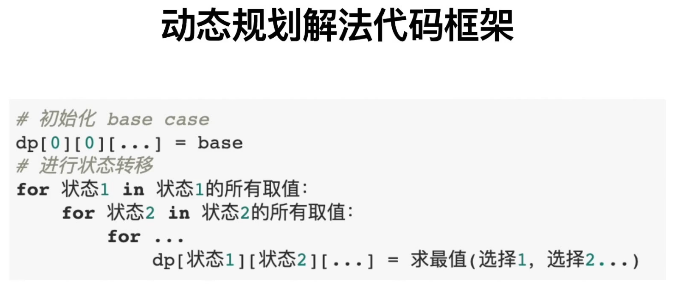 动态规划解法代码框架
# 初始化 base case
dp[0][0][...] = base
# 进行状态转移
for 状态1 in 状态1的所有取值:
    for 状态2 in 状态2的所有取值:
        for ...
            dp[状态1][状态2][...] = 求最值(选择1, 选择2...)